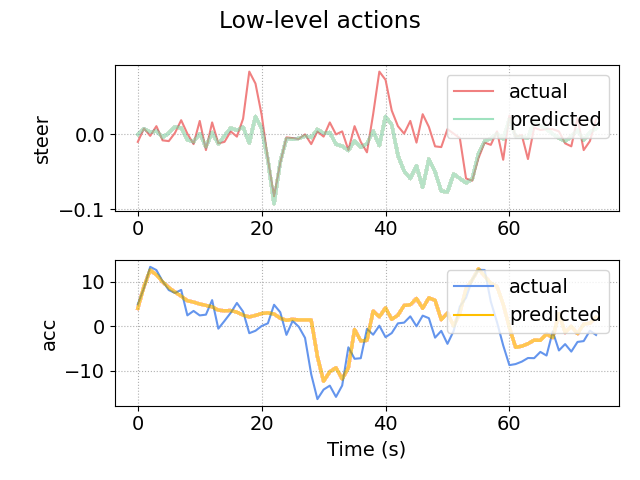 Low-level actions
steer
0.0
−0.1
actual
predicted
0
20
40
60
acc
10
0
−10
actual
predicted
0
20
40
60
Time (s)